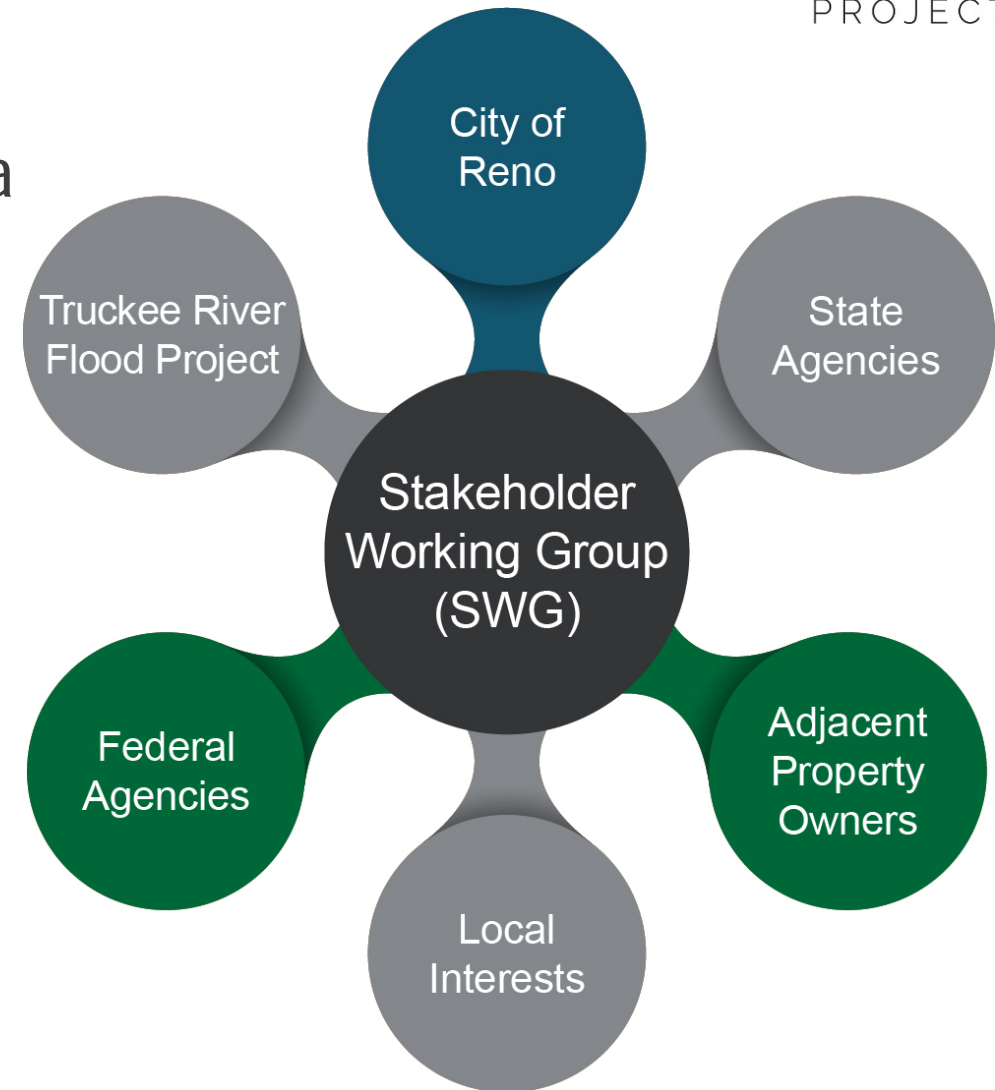 PROJECT
a
City of
Reno
Truckee River
Flood Project
State
Agencies
Stakeholder
Working Group
(SWG)
Federal
Agencies
Adjacent
Property
Owners
Local
Interests